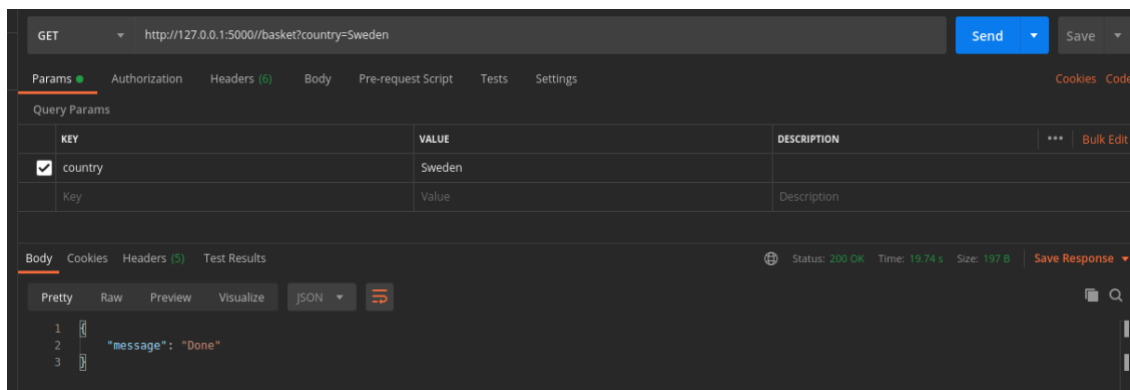 GET http://127.0.0.1:5000//basket?country=Sweden Send Save
Params Authorization Headers (6) Body Pre-request Script Tests Settings Cookies Code
Query Params
KEY VALUE DESCRIPTION ••• Bulk Edit
country Sweden
Key Value Description
Body Cookies Headers (5) Test Results Status: 200 OK Time: 19.74 s Size: 197 B Save Response
Pretty Raw Preview Visualize JSON
1 {
2 "message": "Done"
3 }